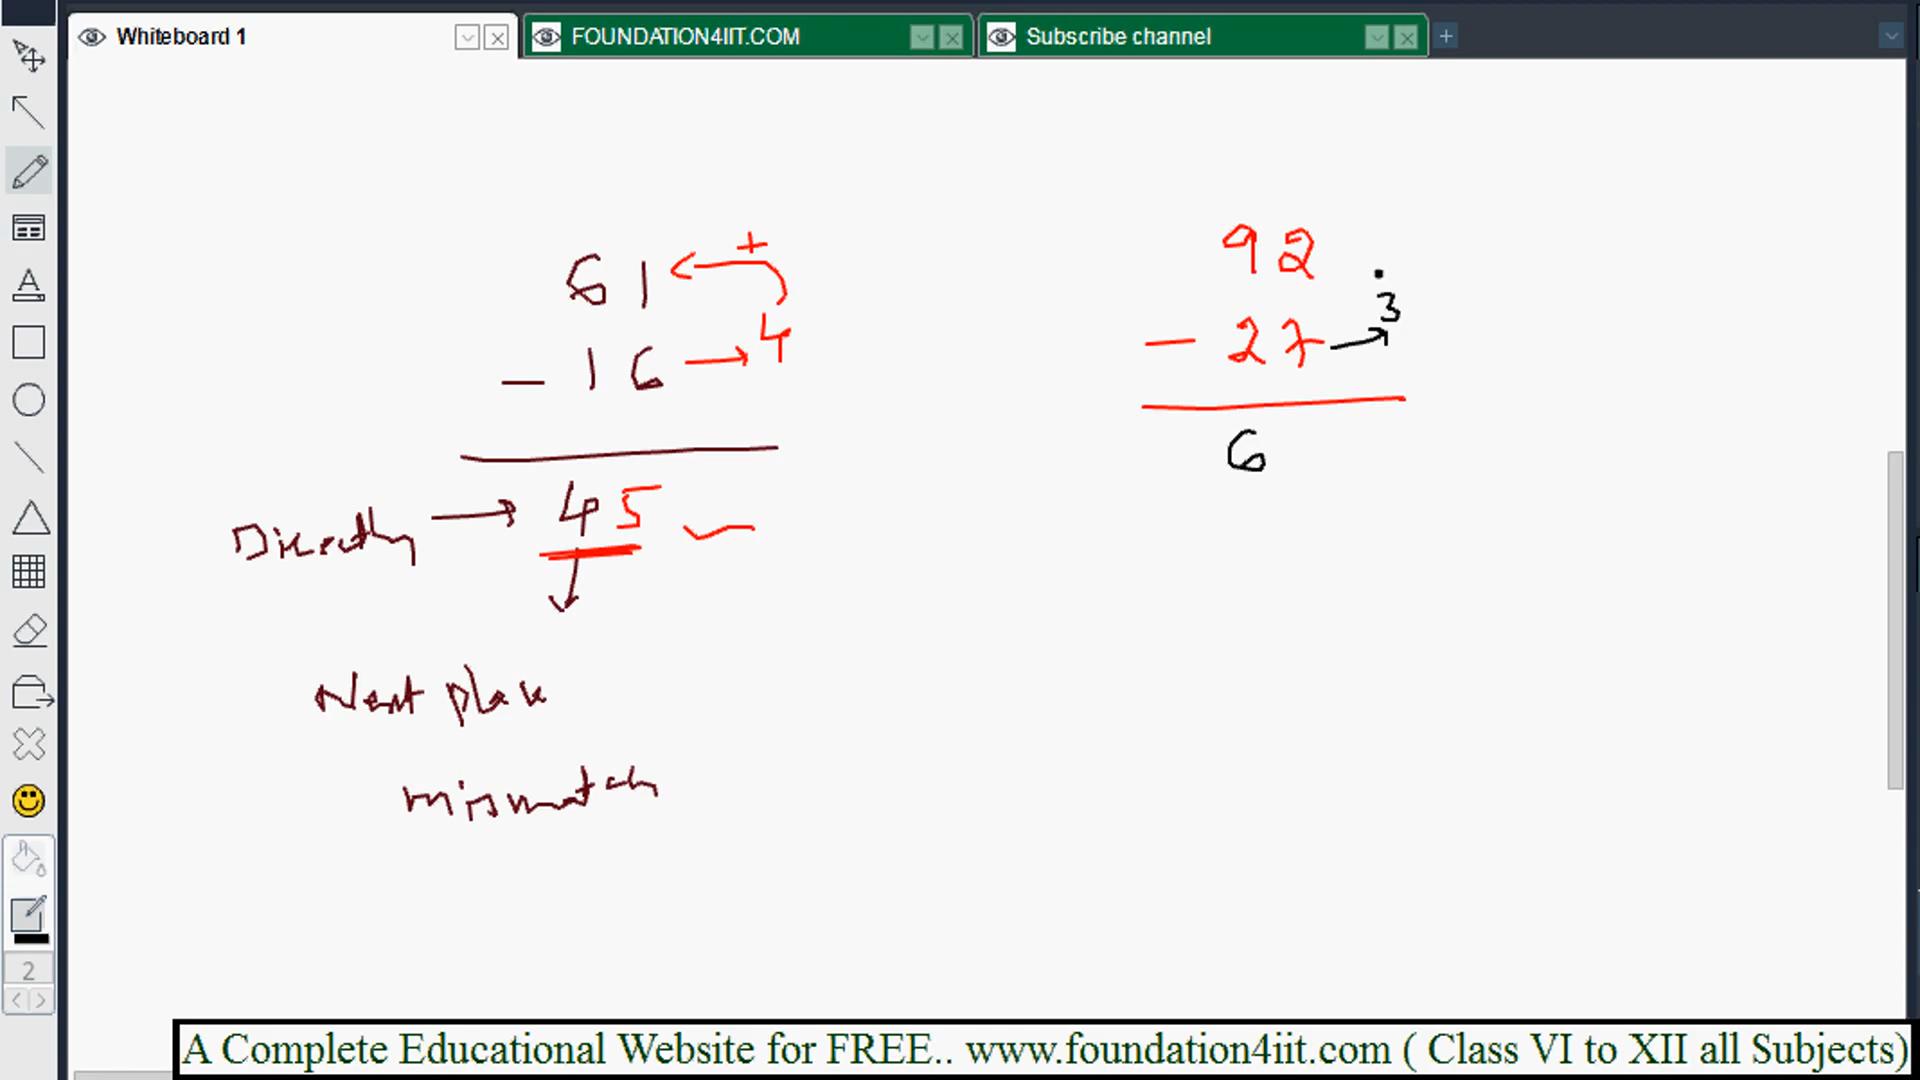 Whiteboard 1
FOUNDATION4IIT.COM
Subscribe channel
+
61
4
- 16
Directly → 45
Next place
mismatch
92
3
- 27
6
2
A Complete Educational Website for FREE.. www.foundation4iit.com ( Class VI to XII all Subjects)